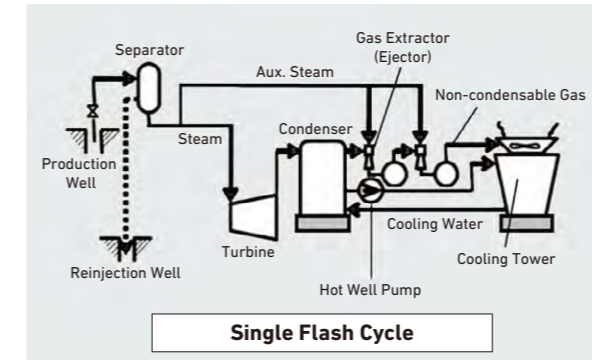 Separator
Gas Extractor
(Ejector)
Aux. Steam
Non-condensable Gas
Steam
Condenser
Production
Well
Cooling Water
Turbine
Cooling Tower
Reinjection Well
Hot Well Pump
Single Flash Cycle